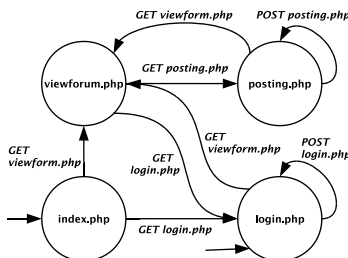 GET viewform.php
POST posting.php
viewforum.php
GET posting.php
posting.php
GET
viewform.php
GET
login.php
GET
viewform.php
POST
login.php
index.php
GET login.php
login.php